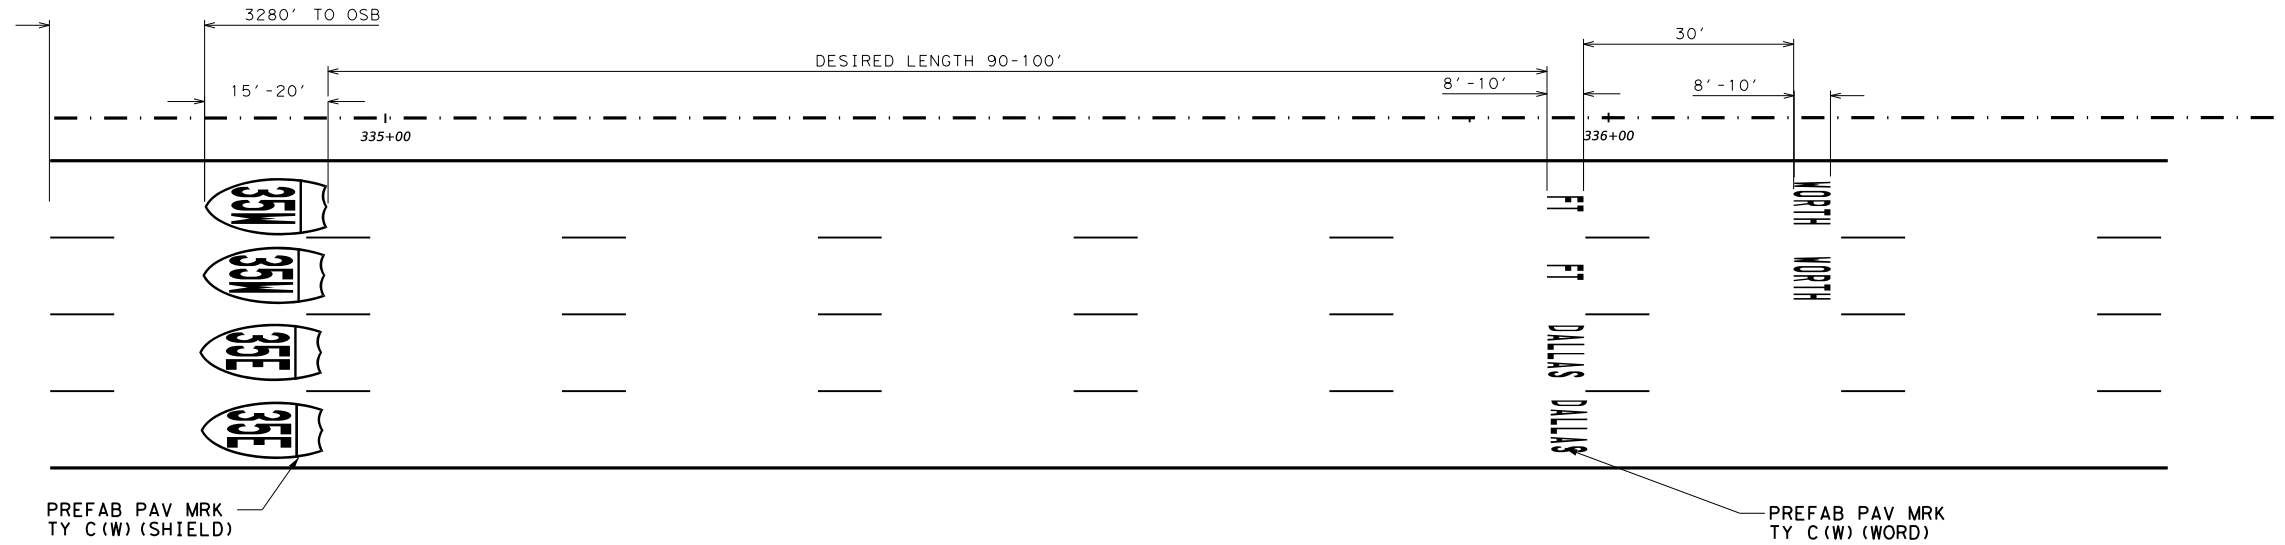 3280' TO OSB
30'
DESIRED LENGTH 90-100'
15'-20'
8'-10'
8'-10'
335+00
336+00
35W
FT
WORTH
35W
FT
WORTH
35E
DALLAS
35E
DALLAS
PREFAB PAV MRK
TY C(W)(SHIELD)
PREFAB PAV MRK
TY C(W)(WORD)